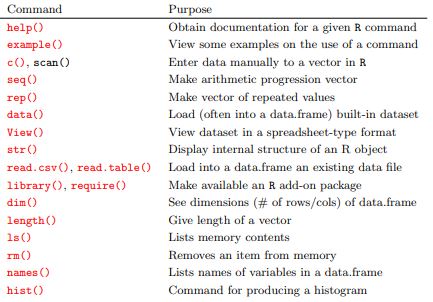 Command Purpose
help() Obtain documentation for a given R command
example() View some examples on the use of a command
c(), scan() Enter data manually to a vector in R
seq() Make arithmetic progression vector
rep() Make vector of repeated values
data() Load (often into a data.frame) built-in dataset
View() View dataset in a spreadsheet-type format
str() Display internal structure of an R object
read.csv(), read.table() Load into a data.frame an existing data file
library(), require() Make available an R add-on package
dim() See dimensions (# of rows/cols) of data.frame
length() Give length of a vector
ls() Lists memory contents
rm() Removes an item from memory
names() Lists names of variables in a data.frame
hist() Command for producing a histogram